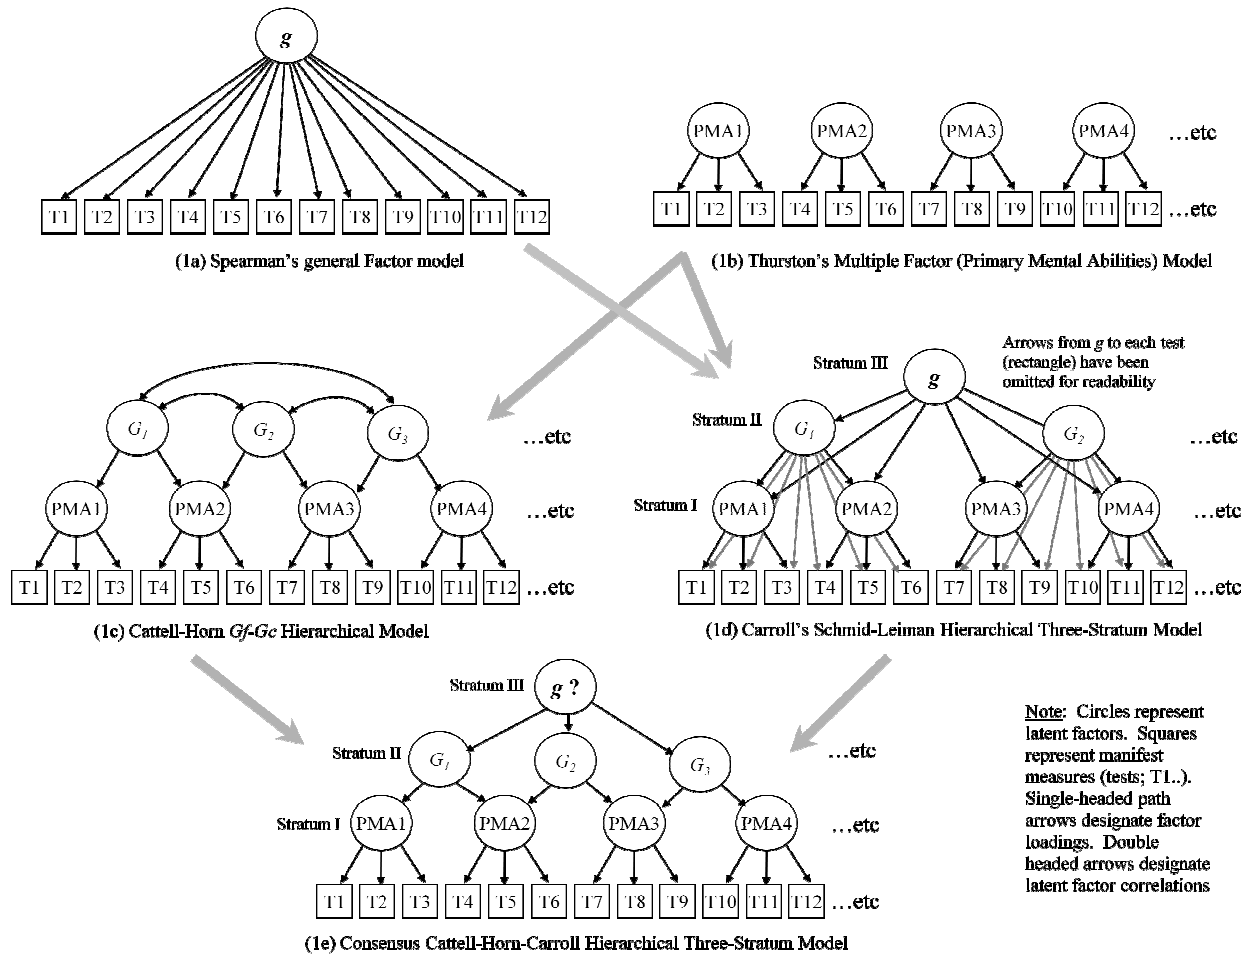 g
T1 T2 T3 T4 T5 T6 T7 T8 T9 T10 T11 T12
(1a) Spearman's general Factor model
PMA1 PMA2 PMA3 PMA4 ...etc
T1 T2 T3 T4 T5 T6 T7 T8 T9 T10 T11 T12 ...etc
(1b) Thurston's Multiple Factor (Primary Mental Abilities) Model
G1 G2 G3 ...etc
PMA1 PMA2 PMA3 PMA4 ...etc
T1 T2 T3 T4 T5 T6 T7 T8 T9 T10 T11 T12 ...etc
(1c) Cattell-Horn Gf-Gc Hierarchical Model
Arrows from g to each test
(rectangle) have been
omitted for readability
Stratum III g
Stratum II G1 G2 ...etc
Stratum I PMA1 PMA2 PMA3 PMA4 ...etc
T1 T2 T3 T4 T5 T6 T7 T8 T9 T10 T11 T12 ...etc
(1d) Carroll's Schmid-Leiman Hierarchical Three-Stratum Model
Stratum III g ?
Stratum II G1 G2 G3 ...etc
Stratum I PMA1 PMA2 PMA3 PMA4 ...etc
T1 T2 T3 T4 T5 T6 T7 T8 T9 T10 T11 T12 ...etc
(1e) Consensus Cattell-Horn-Carroll Hierarchical Three-Stratum Model
Note: Circles represent
latent factors. Squares
represent manifest
measures (tests; T1..).
Single-headed path
arrows designate factor
loadings. Double
headed arrows designate
latent factor correlations